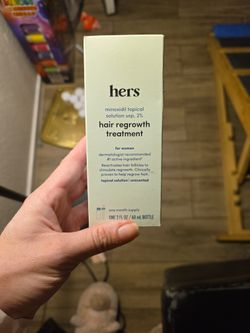 hers
minoxidil topical
solution usp, 2%
hair regrowth
treatment
for women
dermatologist recommended
#1 active ingredient*
Reactivates hair follicles to
stimulate regrowth. Clinically
proven to help regrow hair.
topical solution | unscented
one month supply
ONE 2 FL OZ / 60 mL BOTTLE